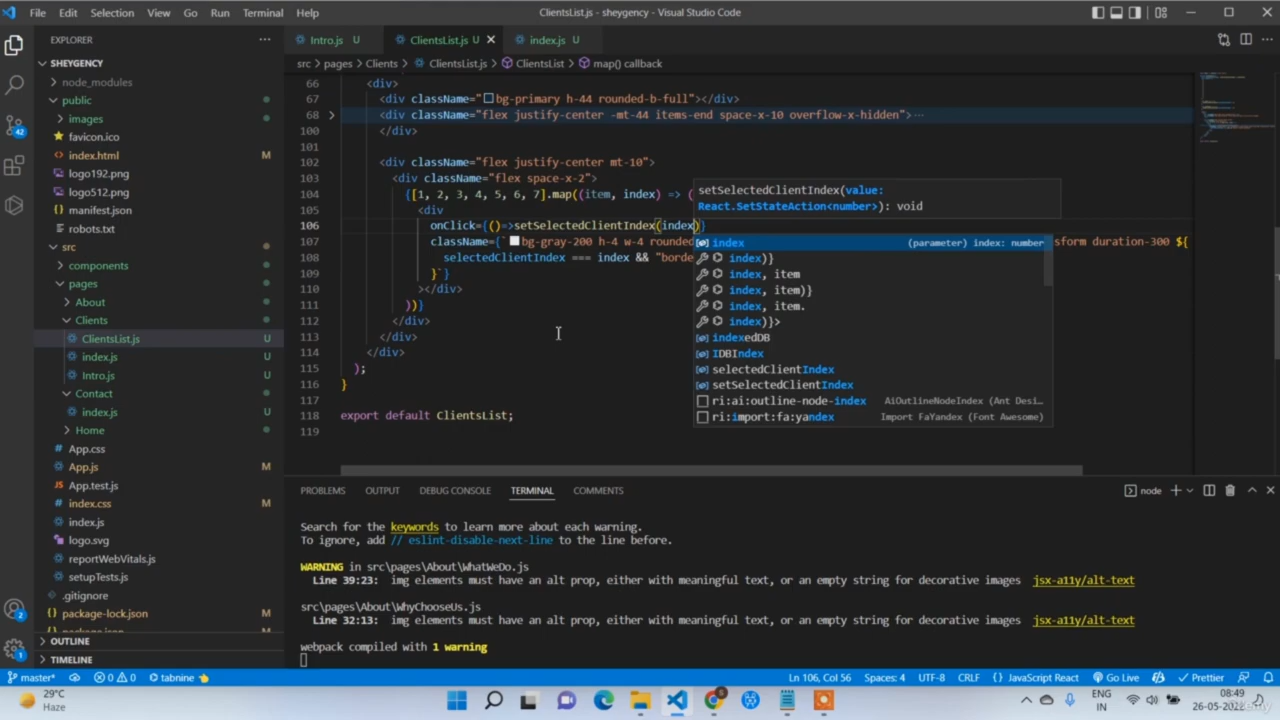 File Edit Selection View Go Run Terminal Help ClientsList.js - sheygency - Visual Studio Code
EXPLORER ···
Intro.js U ClientsList.js U index.js U
src > pages > Clients > ClientsList.js > ClientsList > map() callback
SHEYGENCY
node_modules
public
images
favicon.ico
index.html M
logo192.png
logo512.png
manifest.json
robots.txt
src
components
pages
About
Clients
ClientsList.js U
index.js U
Intro.js U
Contact
index.js U
Home
App.css
App.js M
App.test.js
index.css M
index.js
logo.svg
reportWebVitals.js
setupTests.js
.gitignore
package-lock.json M
OUTLINE
TIMELINE
42
2
1
66 <div>
67 <div className="bg-primary h-44 rounded-b-full"></div>
68 <div className="flex justify-center -mt-44 items-end space-x-10 overflow-x-hidden">···
100 </div>
101
102 <div className="flex justify-center mt-10">
103 <div className="flex space-x-2">
104 {[1, 2, 3, 4, 5, 6, 7].map((item, index) => (
105 <div
106 onClick={()=>setSelectedClientIndex(index)}
107 className={`bg-gray-200 h-4 w-4 rounded sform duration-300 ${
108 selectedClientIndex === index && "borde
109 }`}
110 ></div>
111 ))}
112 </div>
113 </div>
114 </div>
115 );
116 }
118 export default ClientsList;
119
setSelectedClientIndex(value:
React.SetStateAction<number>): void
index (parameter) index: number
index)}
index, item
index, item)}
index, item.
index)}>
indexedDB
IDBIndex
selectedClientIndex
setSelectedClientIndex
ri:ai:outline-node-index AiOutlineNodeIndex (Ant Desi…
ri:import:fa:yandex Import FaYandex (Font Awesome)
PROBLEMS OUTPUT DEBUG CONSOLE TERMINAL COMMENTS node
Search for the keywords to learn more about each warning.
To ignore, add // eslint-disable-next-line to the line before.
WARNING in src\pages\About\WhatWeDo.js
Line 39:23: img elements must have an alt prop, either with meaningful text, or an empty string for decorative images jsx-a11y/alt-text
src\pages\About\WhyChooseUs.js
Line 32:13: img elements must have an alt prop, either with meaningful text, or an empty string for decorative images jsx-a11y/alt-text
webpack compiled with 1 warning
master* 0 0 tabnine Ln 106, Col 56 Spaces: 4 UTF-8 CRLF {} JavaScript React Go Live Prettier
29°C
Haze
ENG
IN
08:49
26-05-2022